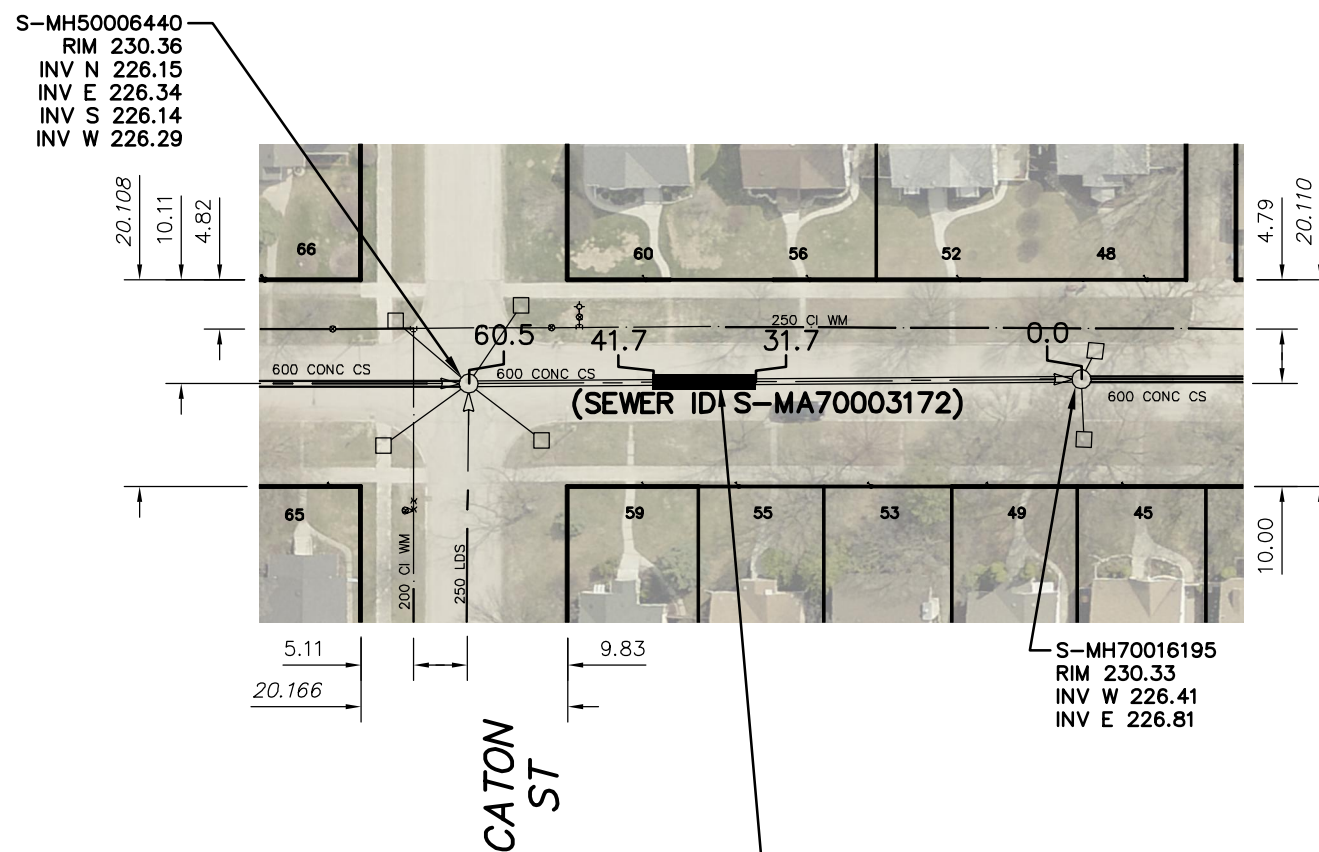 S-MH50006440
RIM 230.36
INV N 226.15
INV E 226.34
INV S 226.14
INV W 226.29
20.108
10.11
4.82
4.79
20.110
66
60
56
52
48
60.5
41.7
31.7
0.0
250 CI WM
600 CONC CS
600 CONC CS
600 CONC CS
(SEWER ID S-MA70003172)
65
59
55
53
49
45
200 CI WM
250 LDS
10.00
5.11
9.83
20.166
S-MH70016195
RIM 230.33
INV W 226.41
INV E 226.81
CATON
ST